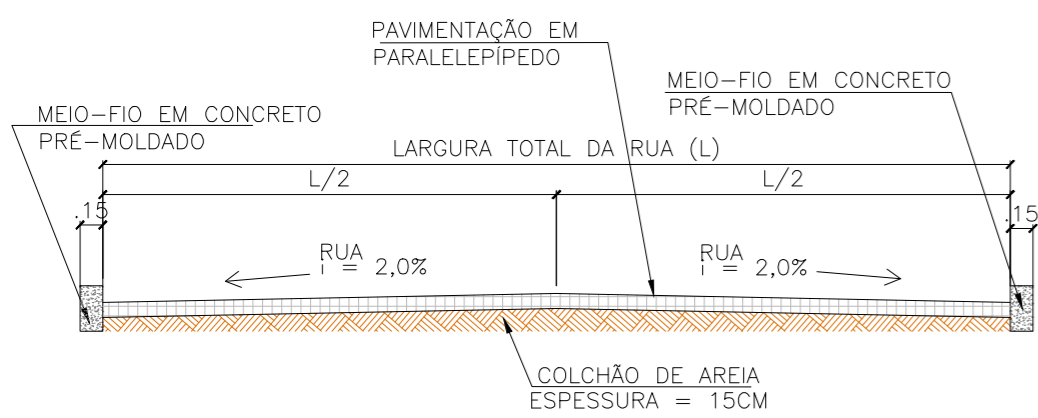 PAVIMENTAÇÃO EM
PARALELEPÍPEDO
MEIO-FIO EM CONCRETO
PRÉ-MOLDADO
MEIO-FIO EM CONCRETO
PRÉ-MOLDADO
LARGURA TOTAL DA RUA (L)
L/2
L/2
.15
.15
RUA
i = 2,0%
RUA
i = 2,0%
COLCHÃO DE AREIA
ESPESSURA = 15CM